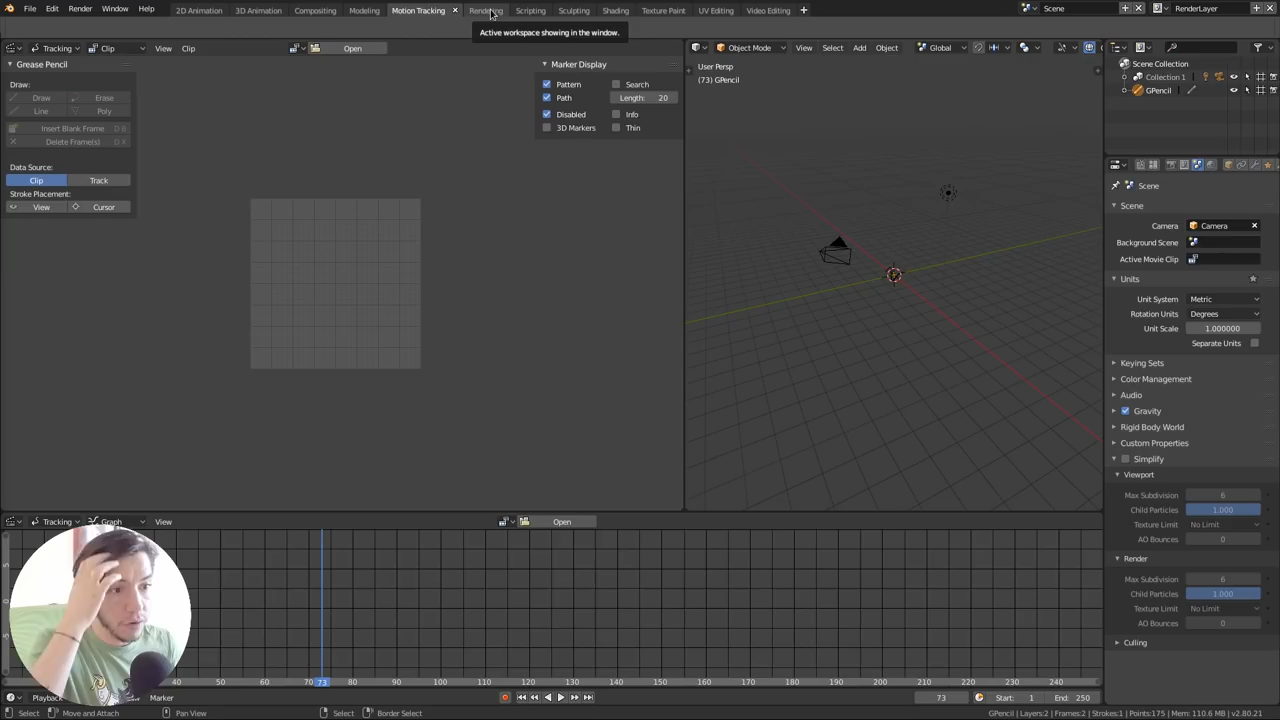 File Edit Render Window Help
2D Animation 3D Animation Compositing Modeling Motion Tracking Rendering Scripting Sculpting Shading Texture Paint UV Editing Video Editing
Scene RenderLayer
Active workspace showing in the window.
Tracking Clip View Clip Open
Object Mode View Select Add Object Global
Grease Pencil
Draw:
Draw Erase
Line Poly
Insert Blank Frame D B
Delete Frame(s) D X
Data Source:
Clip Track
Stroke Placement:
View Cursor
Marker Display
Pattern Search
Path Length: 20
Disabled Info
3D Markers Thin
User Persp
(73) GPencil
Scene Collection
Collection 1
GPencil
Scene
Scene
Camera Camera
Background Scene
Active Movie Clip
Units
Unit System Metric
Rotation Units Degrees
Unit Scale 1.000000
Separate Units
Keying Sets
Color Management
Audio
Gravity
Rigid Body World
Custom Properties
Simplify
Viewport
Max Subdivision 6
Child Particles 1.000
Texture Limit No Limit
AO Bounces 0
Render
Max Subdivision 6
Child Particles 1.000
Texture Limit No Limit
AO Bounces 0
Culling
Tracking Graph View Open
40 50 60 70 73 80 90 100 110 120 130 140 150 160 170 180 190 200 210 220 230 240
Playback Marker 73 Start: 1 End: 250
Select Move and Attach Pan View Select Border Select
GPencil | Layers:2 | Frames:2 | Strokes:1 | Points:175 | Mem: 110.6 MB | v2.80.21